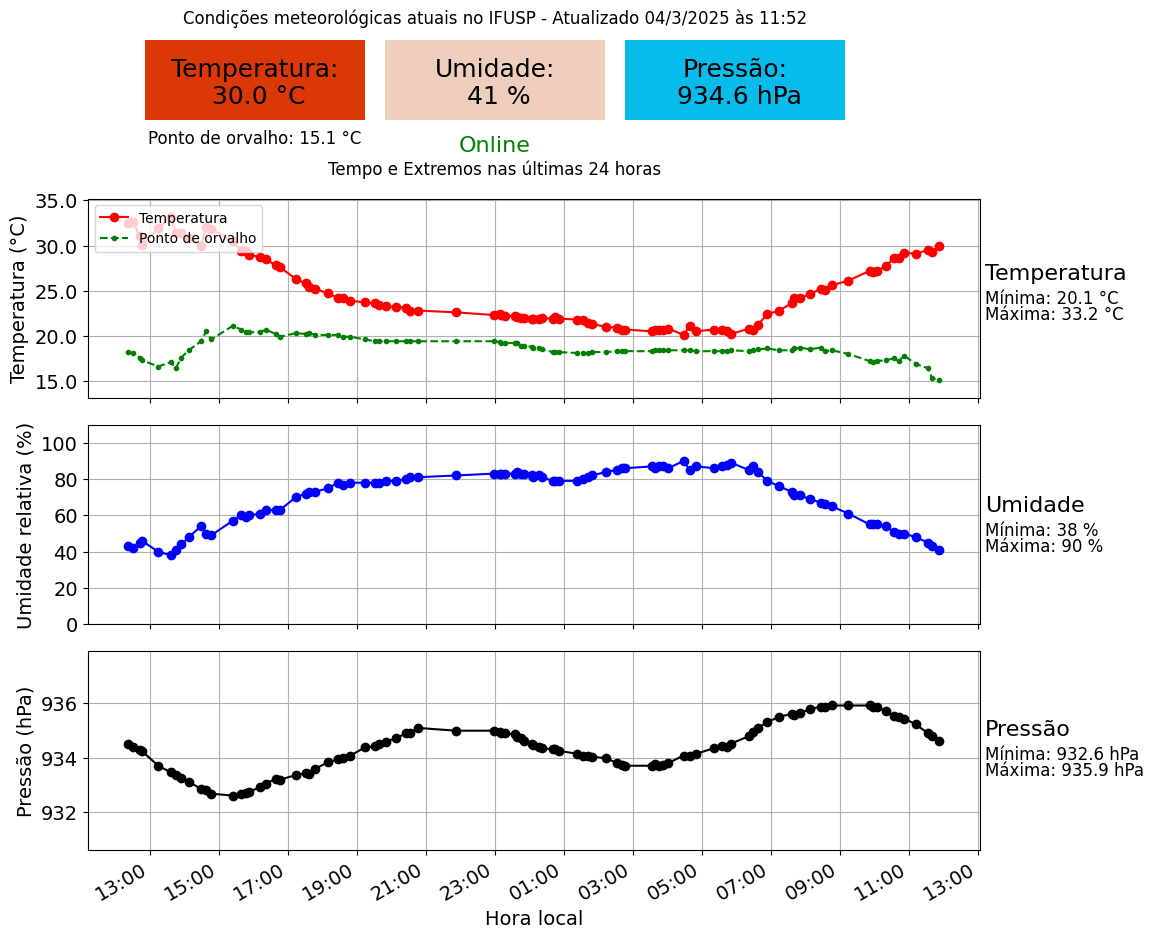 Condições meteorológicas atuais no IFUSP - Atualizado 04/3/2025 às 11:52
Temperatura:
30.0 °C
Umidade:
41 %
Pressão:
934.6 hPa
Ponto de orvalho: 15.1 °C
Online
Tempo e Extremos nas últimas 24 horas
Temperatura (°C)
35.0
30.0
25.0
20.0
15.0
Temperatura
Ponto de orvalho
Temperatura
Mínima: 20.1 °C
Máxima: 33.2 °C
Umidade relativa (%)
100
80
60
40
20
0
Umidade
Mínima: 38 %
Máxima: 90 %
Pressão (hPa)
936
934
932
Pressão
Mínima: 932.6 hPa
Máxima: 935.9 hPa
13:00 15:00 17:00 19:00 21:00 23:00 01:00 03:00 05:00 07:00 09:00 11:00 13:00
Hora local